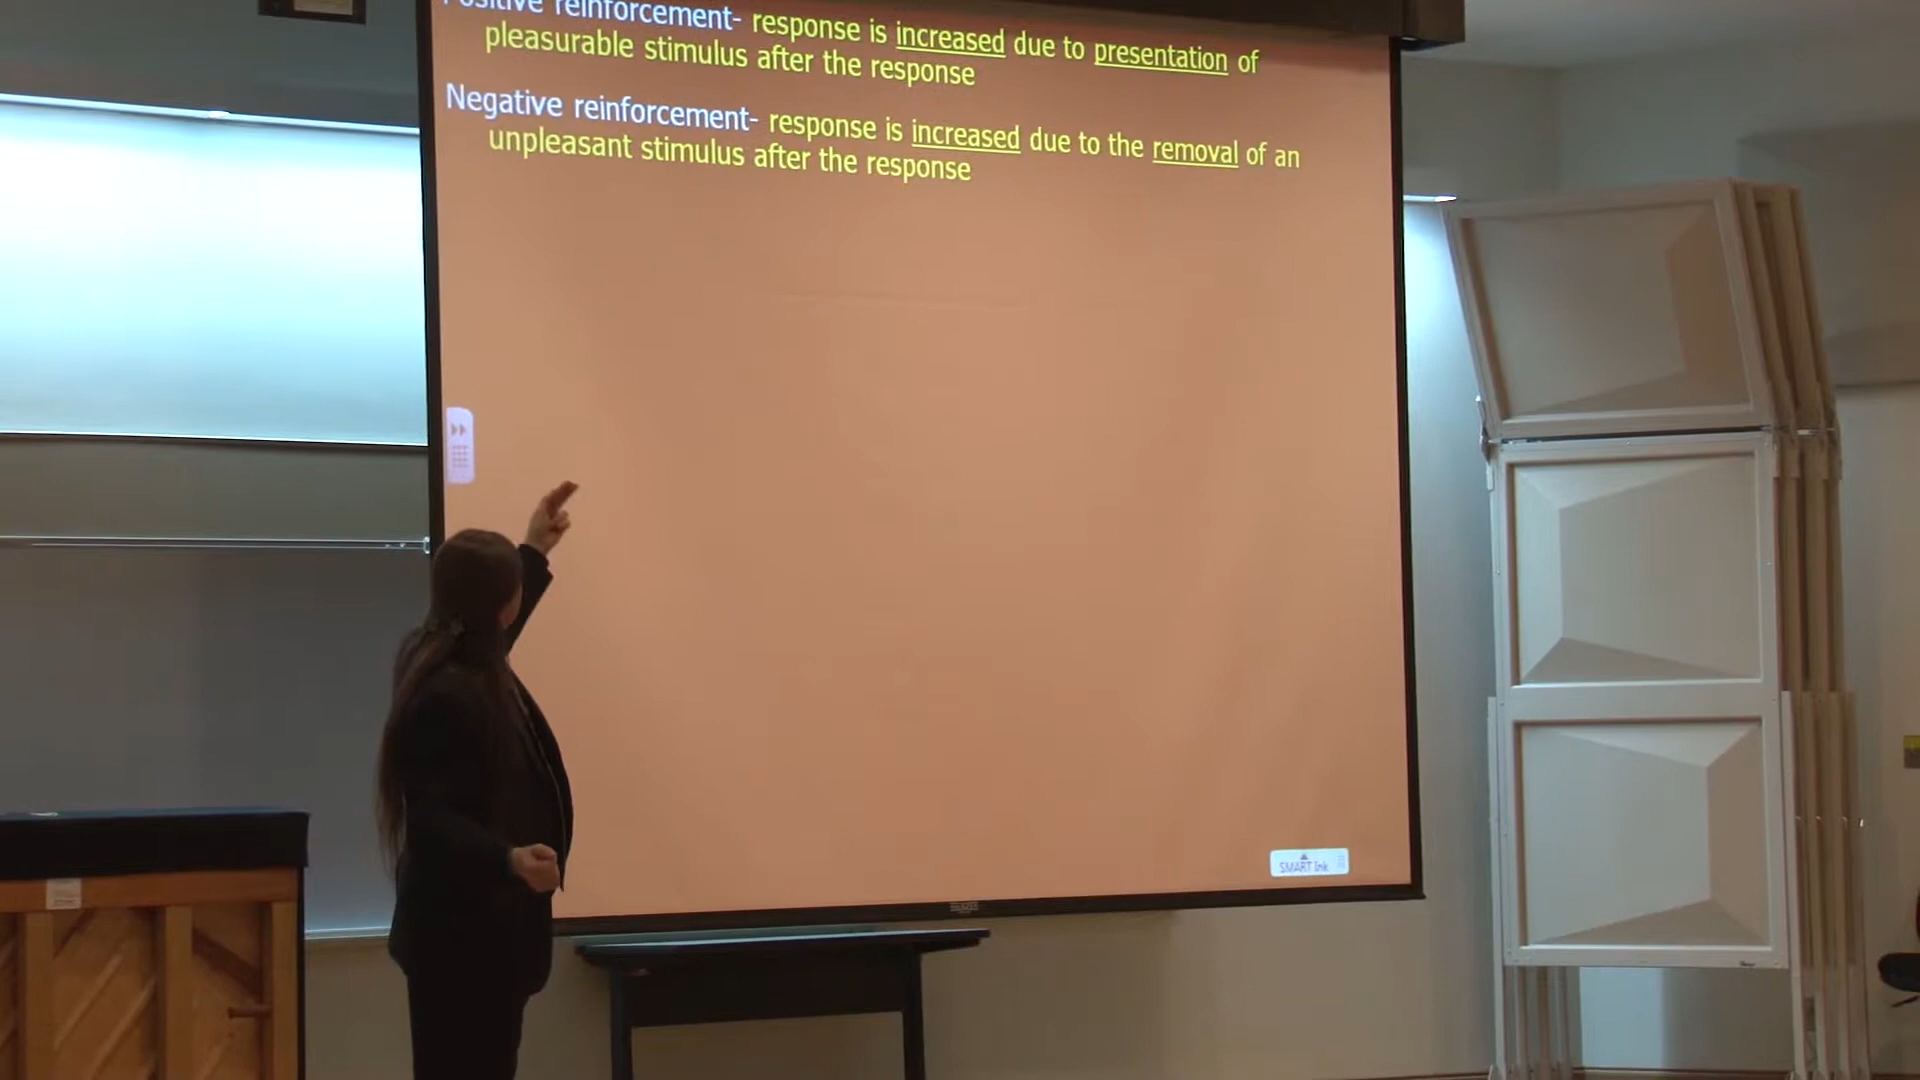 Positive reinforcement- response is increased due to presentation of
pleasurable stimulus after the response
Negative reinforcement- response is increased due to the removal of an
unpleasant stimulus after the response
SMART Ink